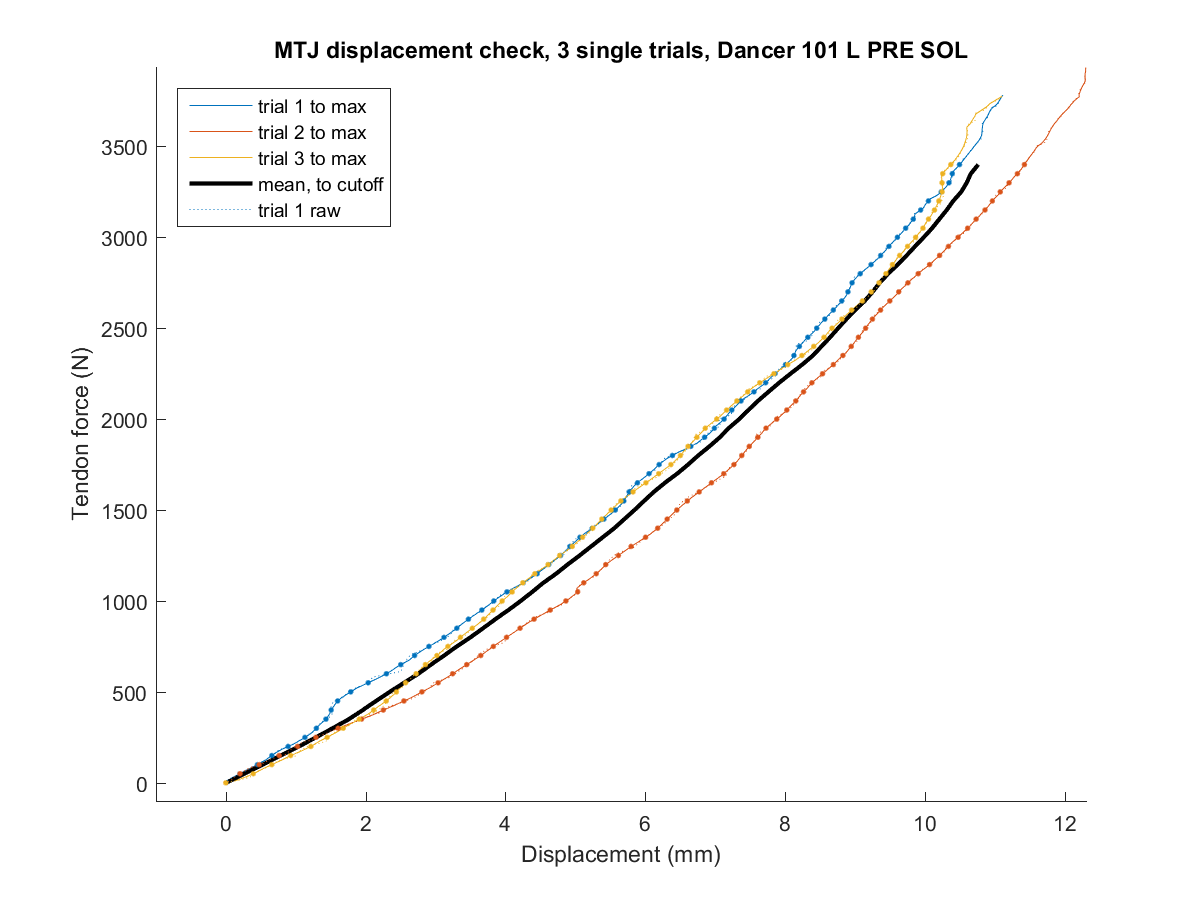 MTJ displacement check, 3 single trials, Dancer 101 L PRE SOL
trial 1 to max
trial 2 to max
trial 3 to max
mean, to cutoff
trial 1 raw
Tendon force (N)
3500
3000
2500
2000
1500
1000
500
0
0 2 4 6 8 10 12
Displacement (mm)